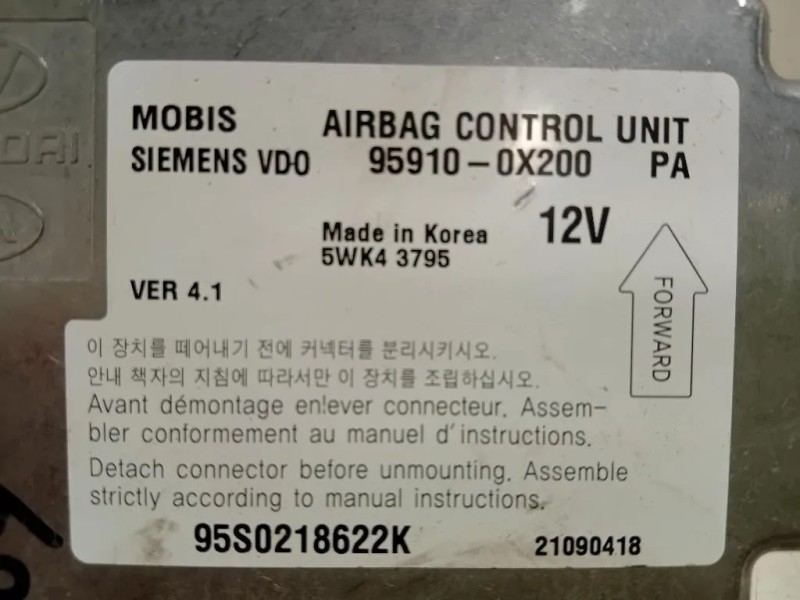 MOBIS AIRBAG CONTROL UNIT
SIEMENS VDO 95910-0X200 PA
Made in Korea 12V
5WK4 3795
VER 4.1
FORWARD
이 장치를 떼어내기 전에 커넥터를 분리시키시오.
안내 책자의 지침에 따라서만 이 장치를 조립하십시오.
Avant démontage enlever connecteur. Assem-
bler conformement au manuel d'instructions.
Detach connector before unmounting. Assemble
strictly according to manual instructions.
95S0218622K 21090418